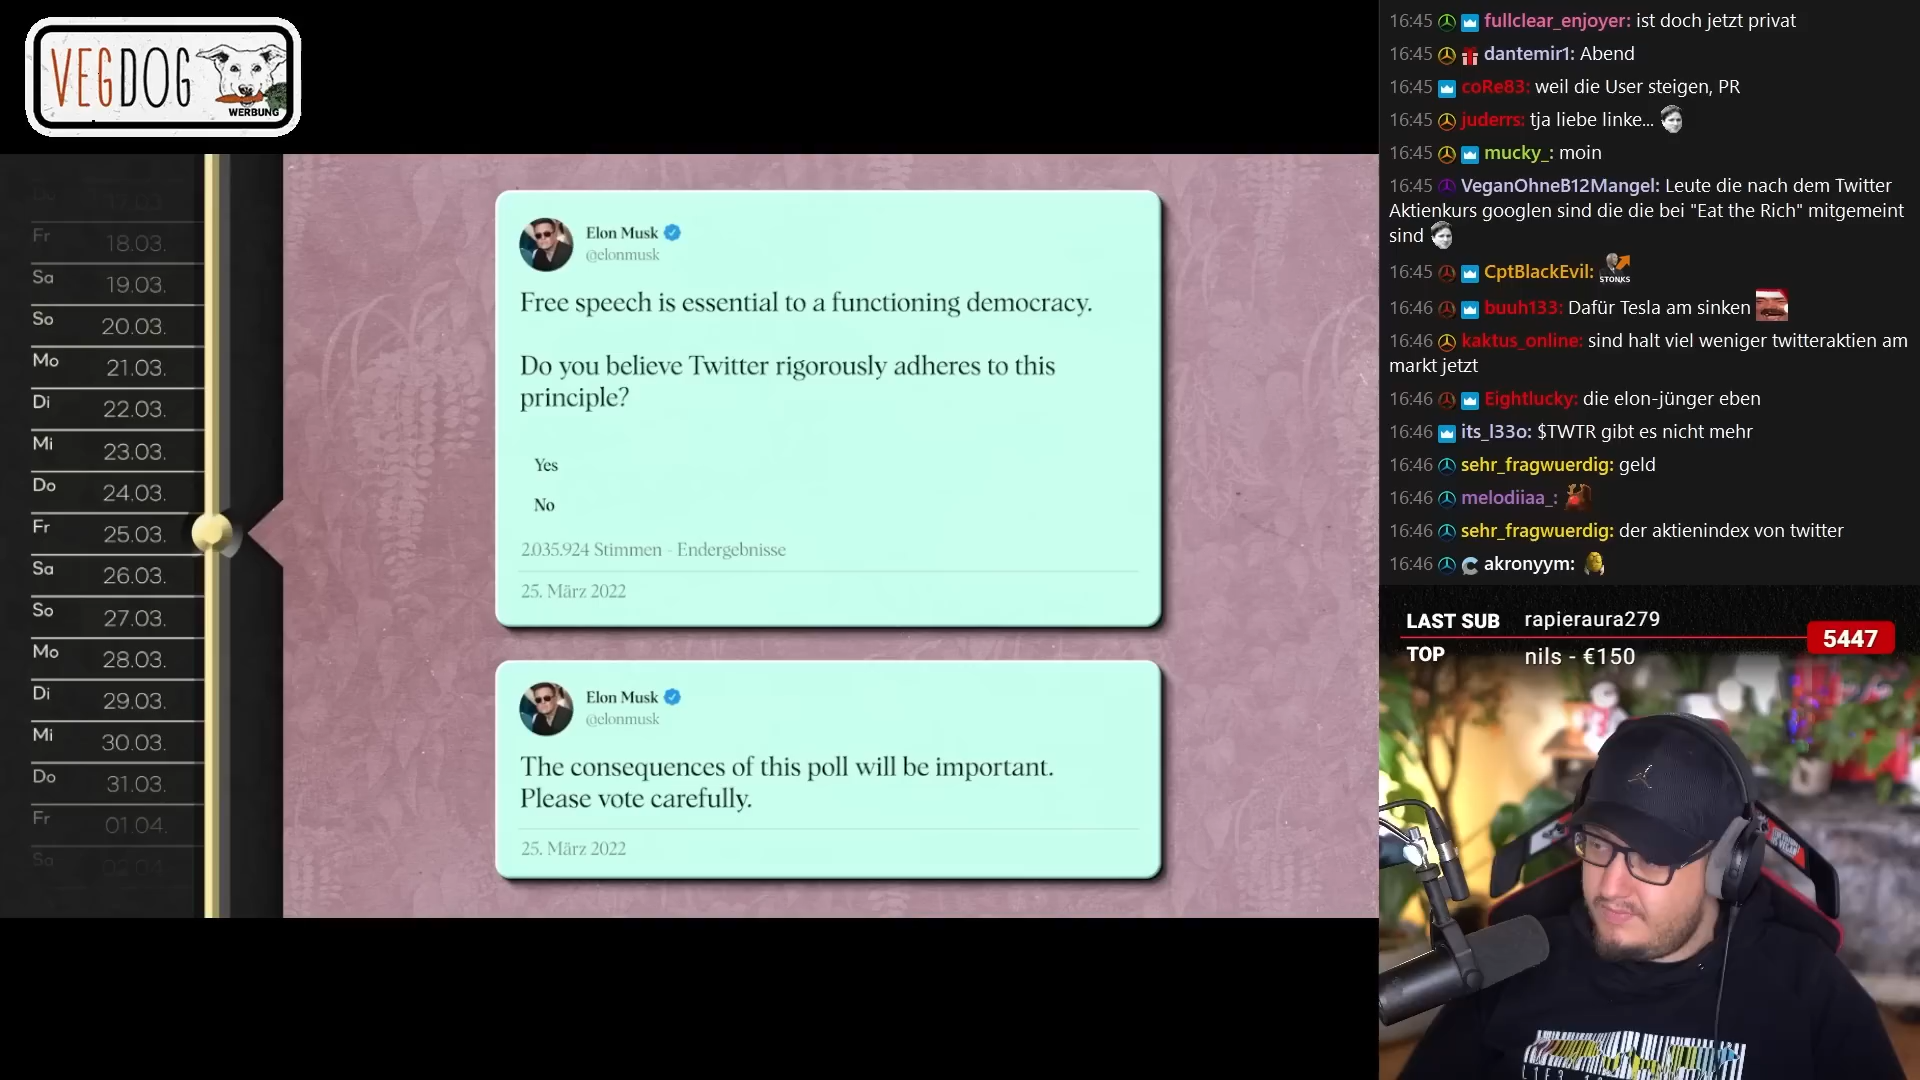 VEGDOG
WERBUNG
Do 17.03.
Fr 18.03.
Sa 19.03.
So 20.03.
Mo 21.03.
Di 22.03.
Mi 23.03.
Do 24.03.
Fr 25.03.
Sa 26.03.
So 27.03.
Mo 28.03.
Di 29.03.
Mi 30.03.
Do 31.03.
Fr 01.04.
Sa 02.04.
Elon Musk
@elonmusk
Free speech is essential to a functioning democracy.
Do you believe Twitter rigorously adheres to this
principle?
Yes
No
2.035.924 Stimmen - Endergebnisse
25. März 2022
Elon Musk
@elonmusk
The consequences of this poll will be important.
Please vote carefully.
25. März 2022
16:45 fullclear_enjoyer: ist doch jetzt privat
16:45 dantemir1: Abend
16:45 coRe83: weil die User steigen, PR
16:45 juderrs: tja liebe linke...
16:45 mucky_: moin
16:45 VeganOhneB12Mangel: Leute die nach dem Twitter
Aktienkurs googlen sind die die bei "Eat the Rich" mitgemeint
sind
16:45 CptBlackEvil: STONKS
16:46 buuh133: Dafür Tesla am sinken
16:46 kaktus_online: sind halt viel weniger twitteraktien am
markt jetzt
16:46 Eightlucky: die elon-jünger eben
16:46 its_l33o: $TWTR gibt es nicht mehr
16:46 sehr_fragwuerdig: geld
16:46 melodiiaa_:
16:46 sehr_fragwuerdig: der aktienindex von twitter
16:46 akronyym:
LAST SUB rapieraura279
5447
TOP nils - €150